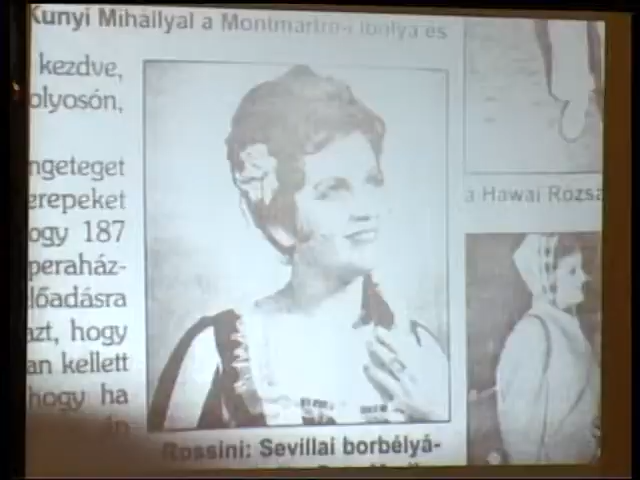 Kunyi Mihállyal a Montmartre-i ibolya és
kezdve,
olyosón,
ngeteget
erepeket
ogy 187
peraház-
lőadásra
azt, hogy
an kellett
hogy ha
Rossini: Sevillai borbélyá-
a Hawai Rozsa